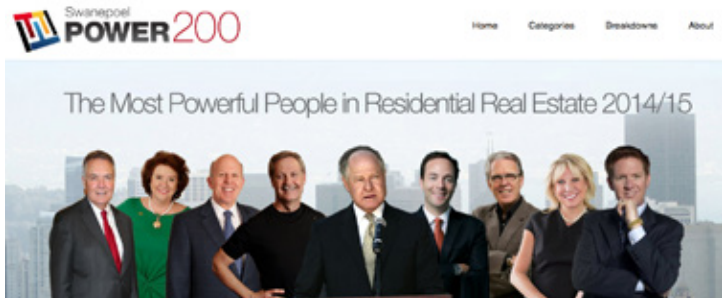 Swanepoel
POWER200
Home Categories Breakdowns About
The Most Powerful People in Residential Real Estate 2014/15